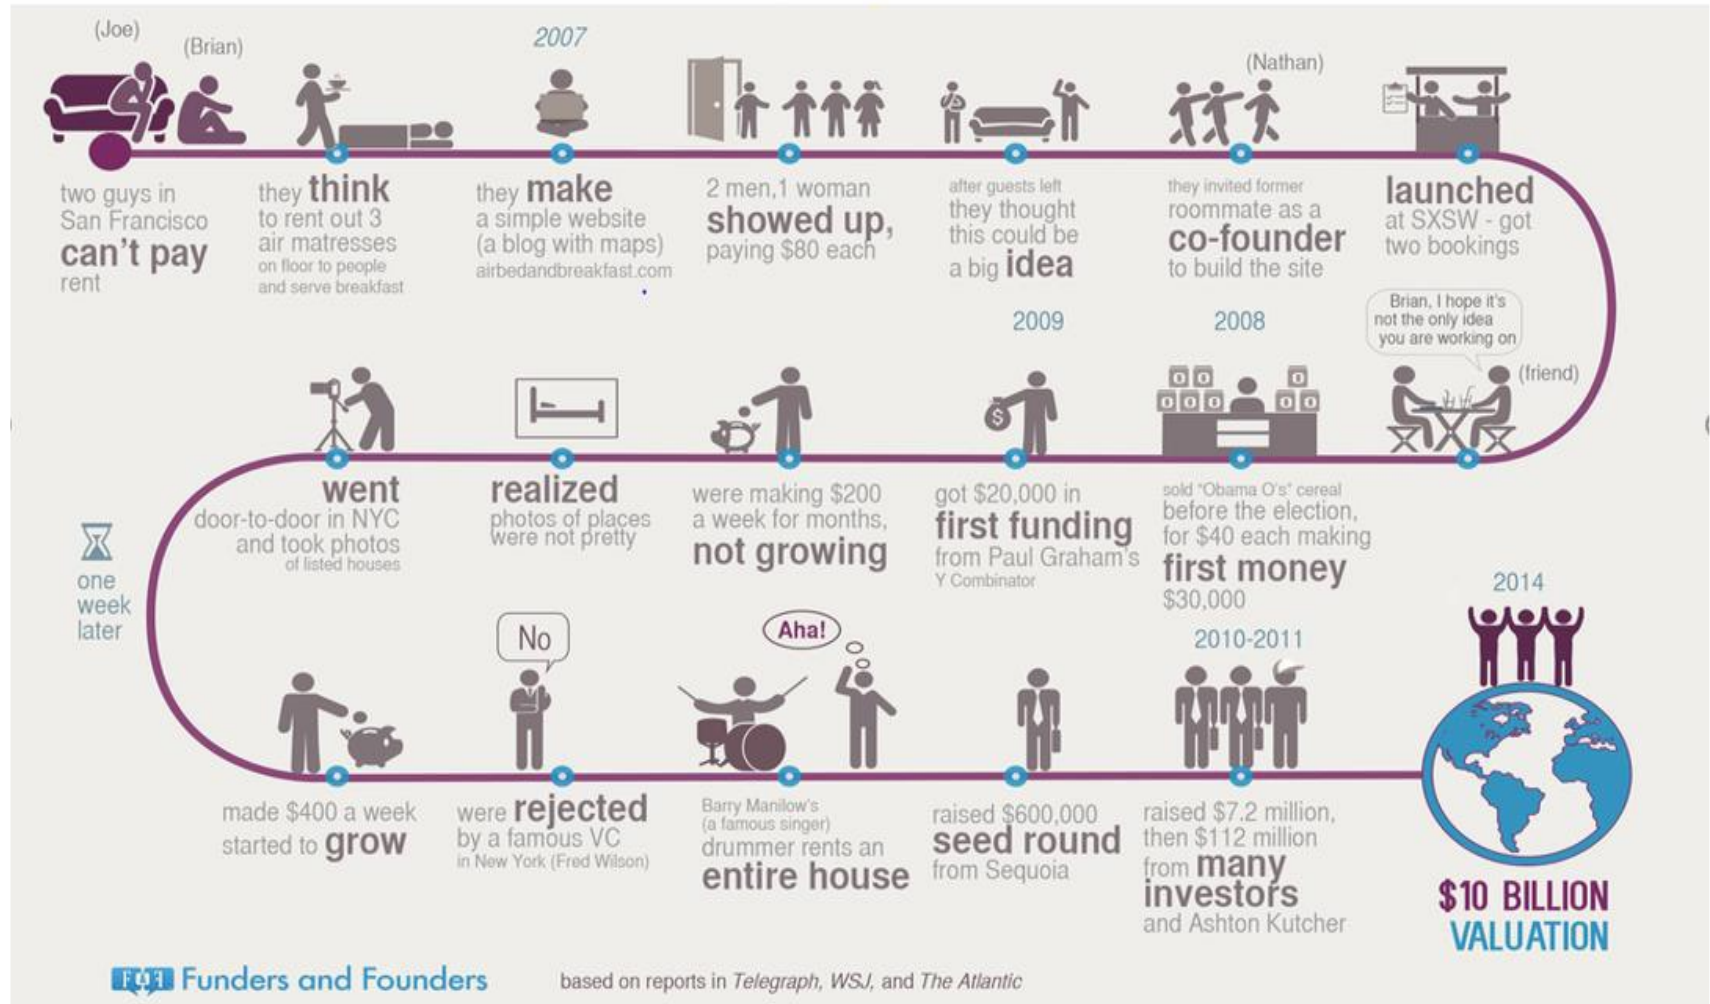 (Joe)
(Brian)
two guys in
San Francisco
can't pay
rent
they think
to rent out 3
air matresses
on floor to people
and serve breakfast
2007
they make
a simple website
(a blog with maps)
airbedandbreakfast.com
2 men,1 woman
showed up,
paying $80 each
after guests left
they thought
this could be
a big idea
(Nathan)
they invited former
roommate as a
co-founder
to build the site
launched
at SXSW - got
two bookings
Brian, I hope it's
not the only idea
you are working on
(friend)
2008
sold "Obama O's" cereal
before the election,
for $40 each making
first money
$30,000
2009
got $20,000 in
first funding
from Paul Graham's
Y Combinator
were making $200
a week for months,
not growing
realized
photos of places
were not pretty
went
door-to-door in NYC
and took photos
of listed houses
one
week
later
made $400 a week
started to grow
No
were rejected
by a famous VC
in New York (Fred Wilson)
Aha!
Barry Manilow's
(a famous singer)
drummer rents an
entire house
raised $600,000
seed round
from Sequoia
2010-2011
raised $7.2 million,
then $112 million
from many
investors
and Ashton Kutcher
2014
$10 BILLION
VALUATION
Funders and Founders
based on reports in Telegraph, WSJ, and The Atlantic